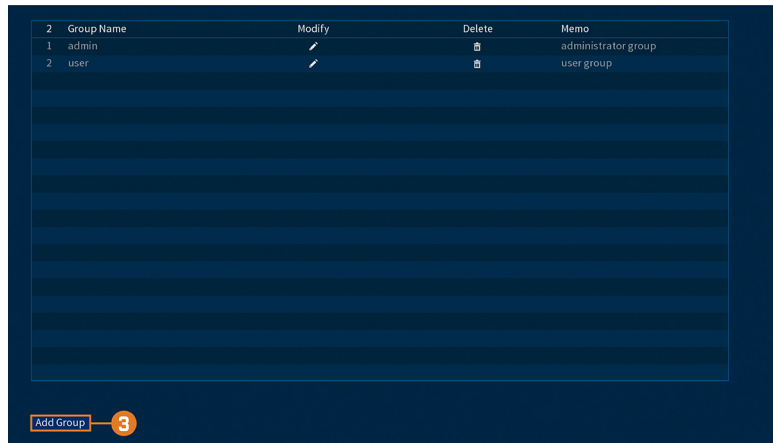 2 Group Name Modify Delete Memo
1 admin administrator group
2 user user group
Add Group 3